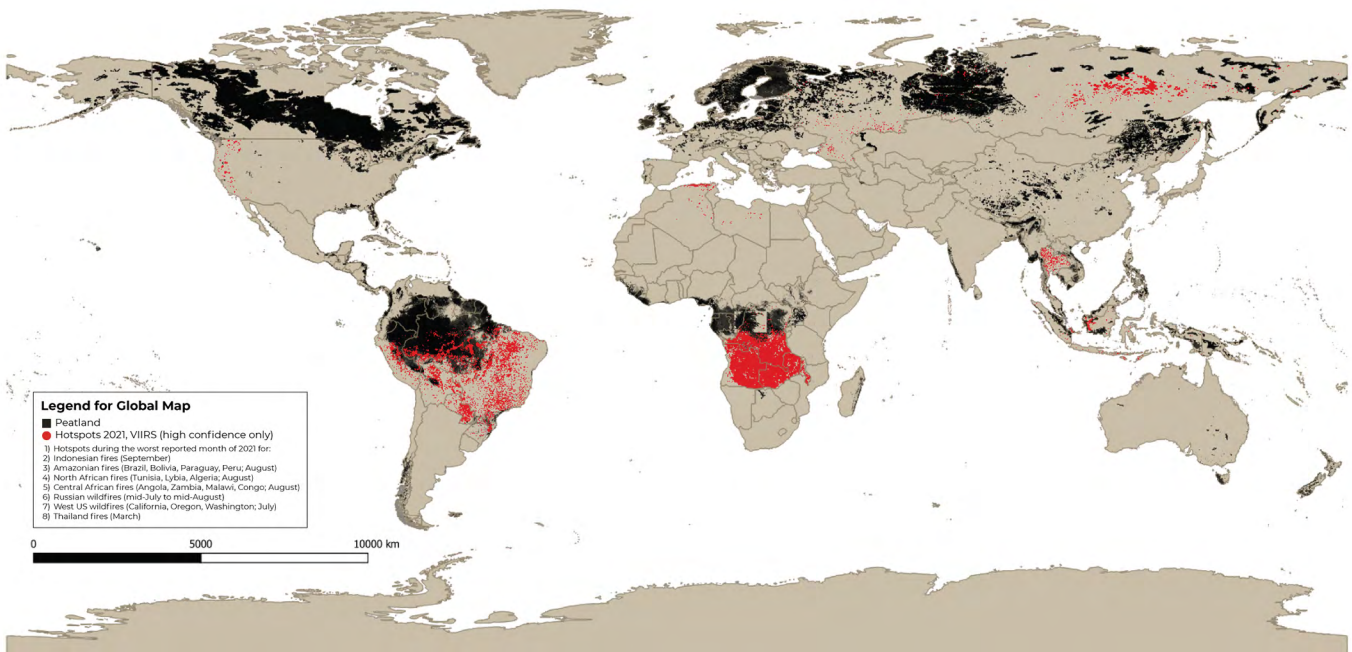 Legend for Global Map
Peatland
Hotspots 2021, VIIRS (high confidence only)
1) Hotspots during the worst reported month of 2021 for:
2) Indonesian fires (September)
3) Amazonian fires (Brazil, Bolivia, Paraguay, Peru; August)
4) North African fires (Tunisia, Lybia, Algeria; August)
5) Central African fires (Angola, Zambia, Malawi, Congo; August)
6) Russian wildfires (mid-July to mid-August)
7) West US wildfires (California, Oregon, Washington; July)
8) Thailand fires (March)
0 5000 10000 km